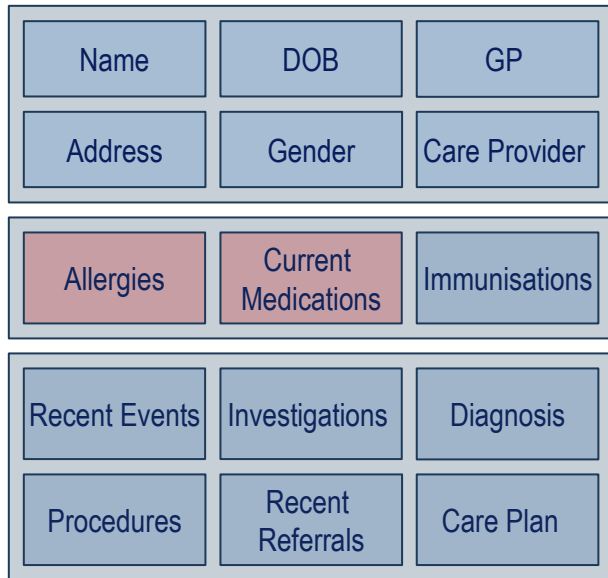 Name
DOB
GP
Address
Gender
Care Provider
Allergies
Current
Medications
Immunisations
Recent Events
Investigations
Diagnosis
Procedures
Recent
Referrals
Care Plan